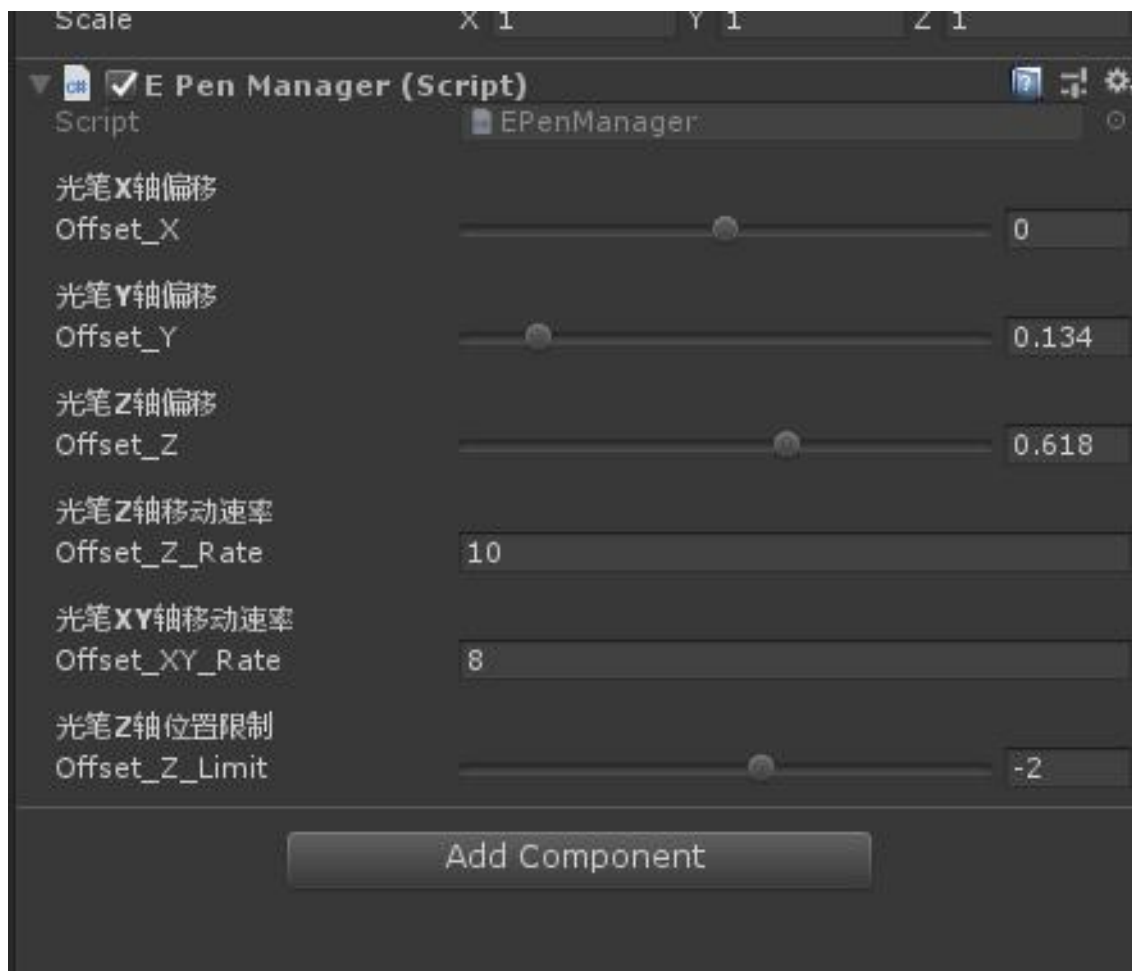 Scale X 1 Y 1 Z 1
E Pen Manager (Script)
Script EPenManager
光笔X轴偏移
Offset_X 0
光笔Y轴偏移
Offset_Y 0.134
光笔Z轴偏移
Offset_Z 0.618
光笔Z轴移动速率
Offset_Z_Rate 10
光笔XY轴移动速率
Offset_XY_Rate 8
光笔Z轴位置限制
Offset_Z_Limit -2
Add Component